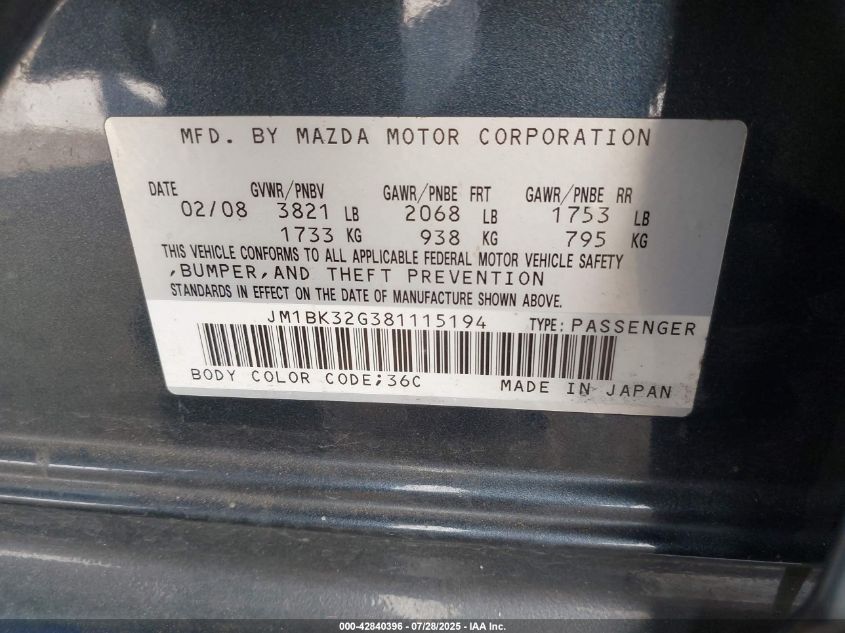 MFD. BY MAZDA MOTOR CORPORATION
DATE GVWR/PNBV GAWR/PNBE FRT GAWR/PNBE RR
02/08 3821 LB 2068 LB 1753 LB
1733 KG 938 KG 795 KG
THIS VEHICLE CONFORMS TO ALL APPLICABLE FEDERAL MOTOR VEHICLE SAFETY
,BUMPER,AND THEFT PREVENTION
STANDARDS IN EFFECT ON THE DATE OF MANUFACTURE SHOWN ABOVE.
JM1BK32G381115194 TYPE: PASSENGER
BODY COLOR CODE;36C MADE IN JAPAN
000-42840396 - 07/28/2025 - IAA Inc.